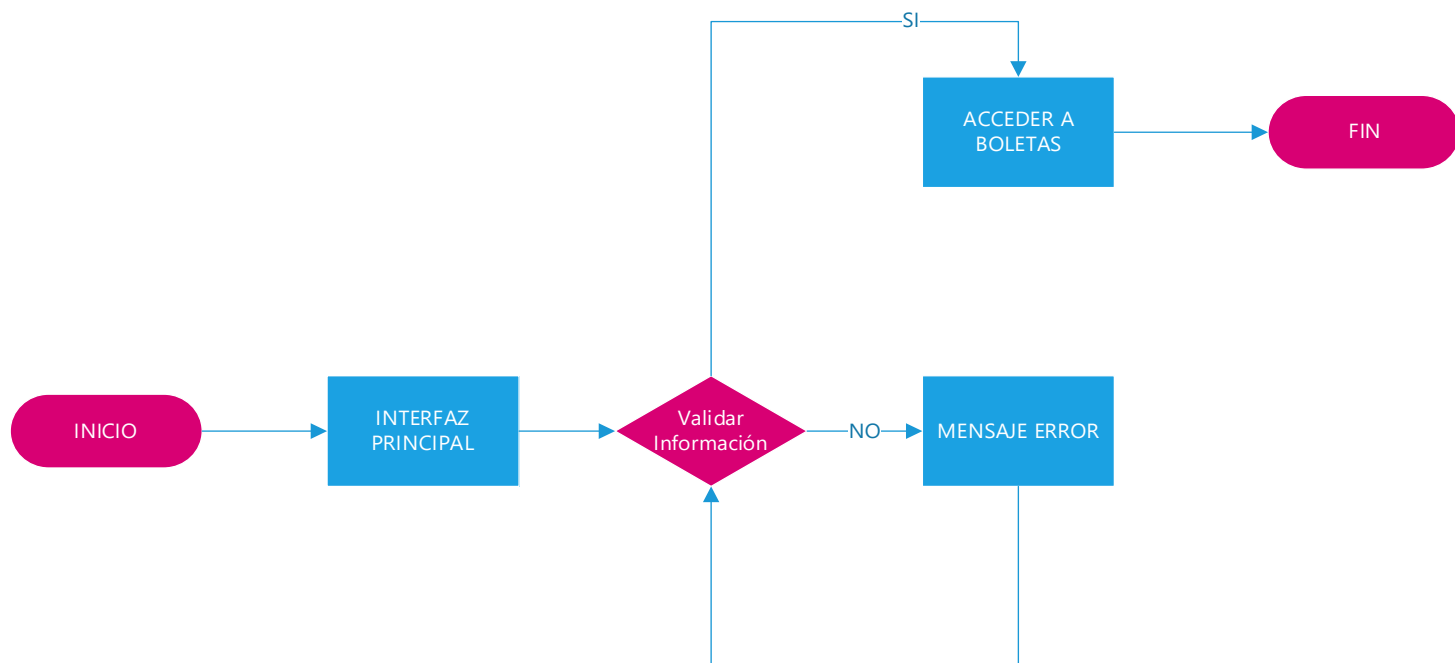 SI
ACCEDER A
BOLETAS
FIN
INICIO
INTERFAZ
PRINCIPAL
Validar
Información
NO
MENSAJE ERROR